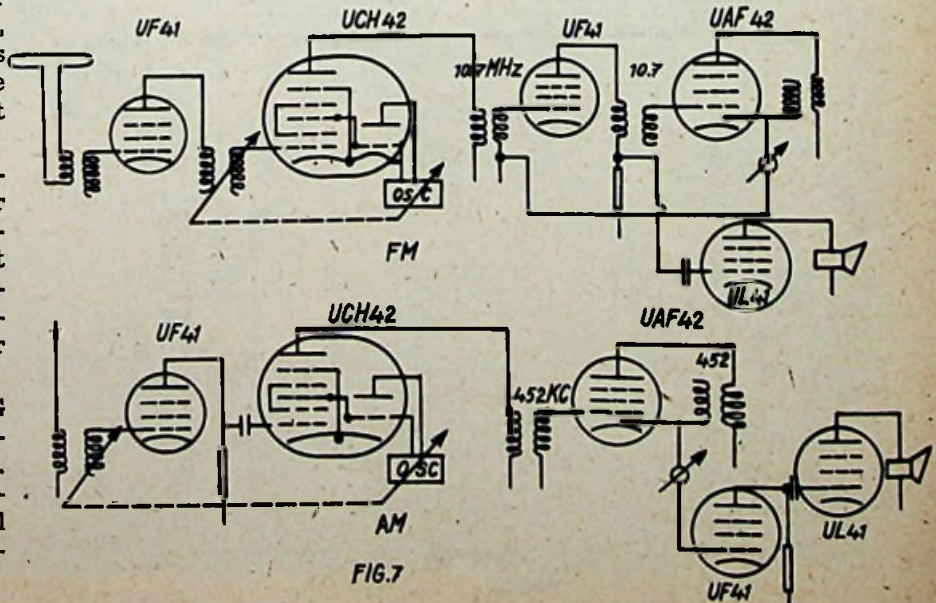 UF41
UCH42
UF41
UAF42
10.7MHz
10.7
OSC
FM
UL41
UF41
UCH42
UAF42
452
452KC
OSC
AM
UL41
UF41
FIG.7